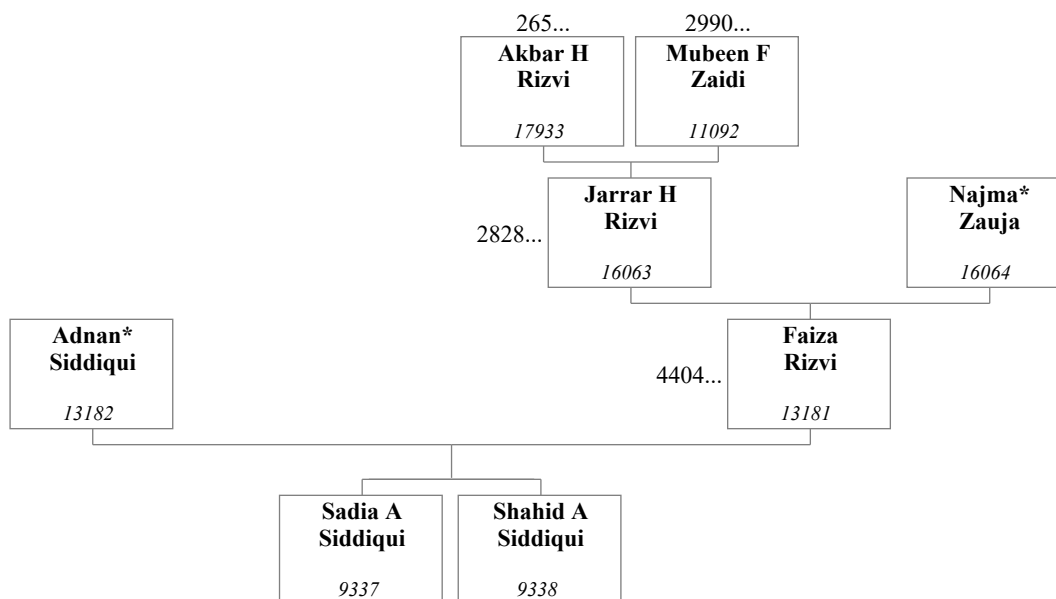 265...
2990...
Akbar H
Rizvi
17933
Mubeen F
Zaidi
11092
2828...
Jarrar H
Rizvi
16063
Najma*
Zauja
16064
Adnan*
Siddiqui
13182
4404...
Faiza
Rizvi
13181
Sadia A
Siddiqui
9337
Shahid A
Siddiqui
9338